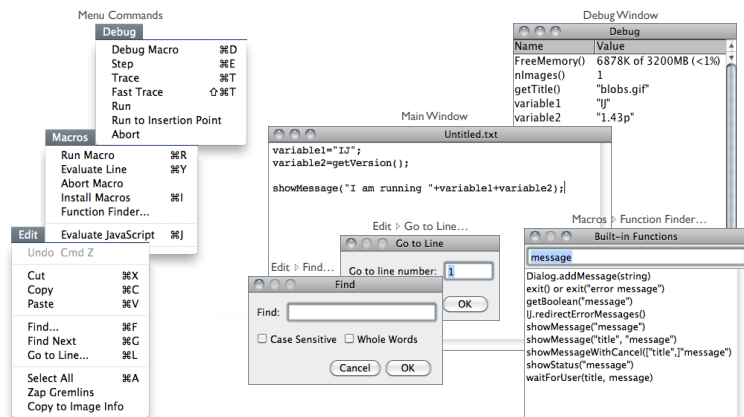 Menu Commands
Debug
Debug Macro ⌘D
Step ⌘E
Trace ⌘T
Fast Trace ⇧⌘T
Run
Run to Insertion Point
Abort
Macros
Run Macro ⌘R
Evaluate Line ⌘Y
Abort Macro
Install Macros ⌘I
Function Finder...
Evaluate JavaScript ⌘J
Edit
Undo Cmd Z
Cut ⌘X
Copy ⌘C
Paste ⌘V
Find... ⌘F
Find Next ⌘G
Go to Line... ⌘L
Select All ⌘A
Zap Gremlins
Copy to Image Info
Debug Window
Debug
Name Value
FreeMemory() 6878K of 3200MB (<1%)
nImages() 1
getTitle() "blobs.gif"
variable1 "IJ"
variable2 "1.43p"
Main Window
Untitled.txt
variable1="IJ";
variable2=getVersion();
showMessage("I am running "+variable1+variable2);
Edit ▷ Go to Line...
Go to Line
Go to line number: 1
OK
Edit ▷ Find...
Find
Find:
Case Sensitive Whole Words
Cancel OK
Macros ▷ Function Finder...
Built-in Functions
message
Dialog.addMessage(string)
exit() or exit("error message")
getBoolean("message")
IJ.redirectErrorMessages()
showMessage("message")
showMessage("title", "message")
showMessageWithCancel(["title",]"message")
showStatus("message")
waitForUser(title, message)